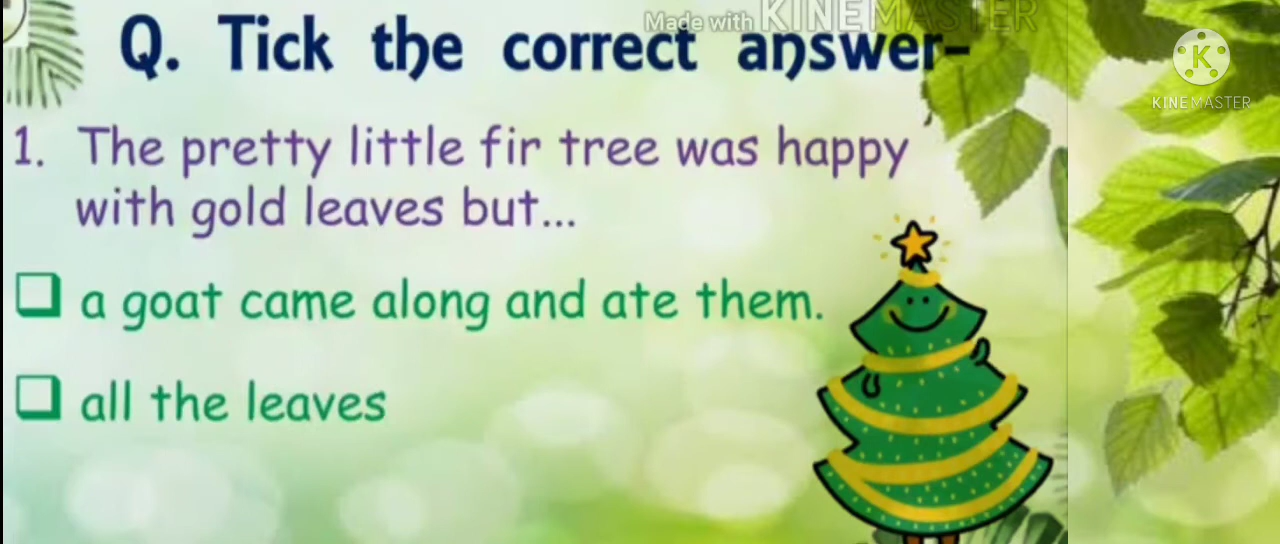 Made with KINEMASTER
KINEMASTER
Q. Tick the correct answer-
1. The pretty little fir tree was happy
with gold leaves but...
❑ a goat came along and ate them.
❑ all the leaves